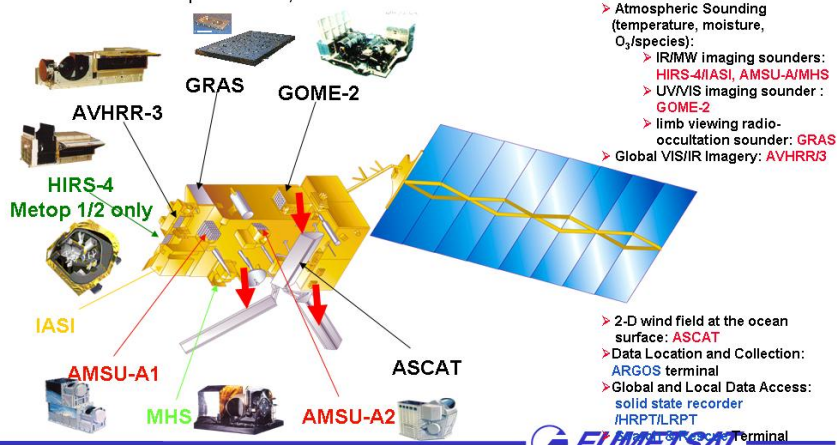 GRAS
GOME-2
AVHRR-3
HIRS-4
Metop 1/2 only
IASI
AMSU-A1
MHS
AMSU-A2
ASCAT
➢ Atmospheric Sounding
(temperature, moisture,
O3/species):
➢ IR/MW imaging sounders:
HIRS-4/IASI, AMSU-A/MHS
➢ UV/VIS imaging sounder :
GOME-2
➢ limb viewing radio-
occultation sounder: GRAS
➢ Global VIS/IR Imagery: AVHRR/3
➢ 2-D wind field at the ocean
surface: ASCAT
➢Data Location and Collection:
ARGOS terminal
➢Global and Local Data Access:
solid state recorder
/HRPT/LRPT
Terminal
EUMETSAT